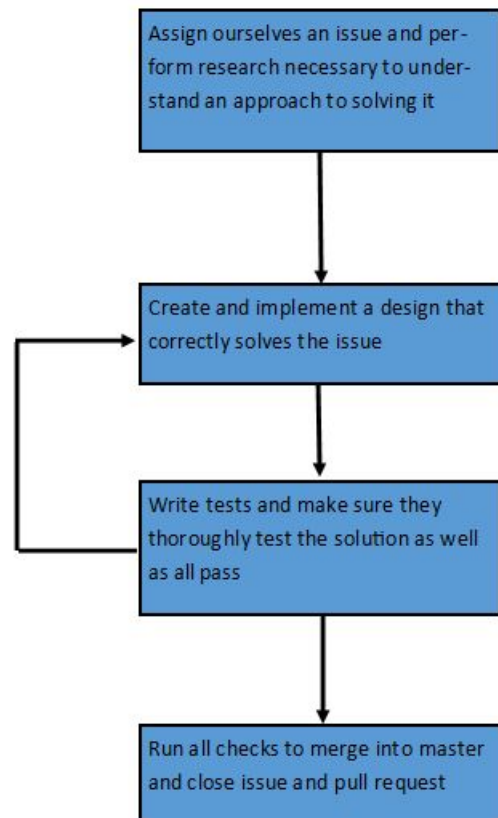 Assign ourselves an issue and per-
form research necessary to under-
stand an approach to solving it
Create and implement a design that
correctly solves the issue
Write tests and make sure they
thoroughly test the solution as well
as all pass
Run all checks to merge into master
and close issue and pull request